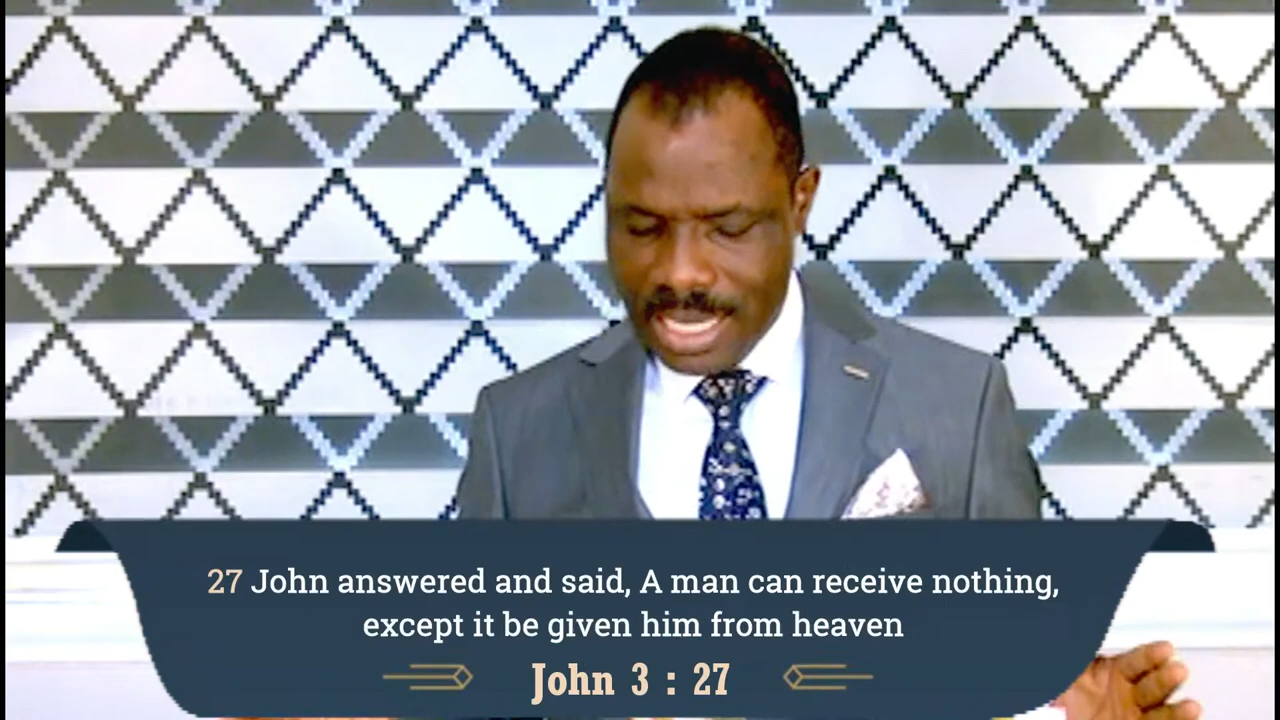 27 John answered and said, A man can receive nothing,
except it be given him from heaven
John 3 : 27